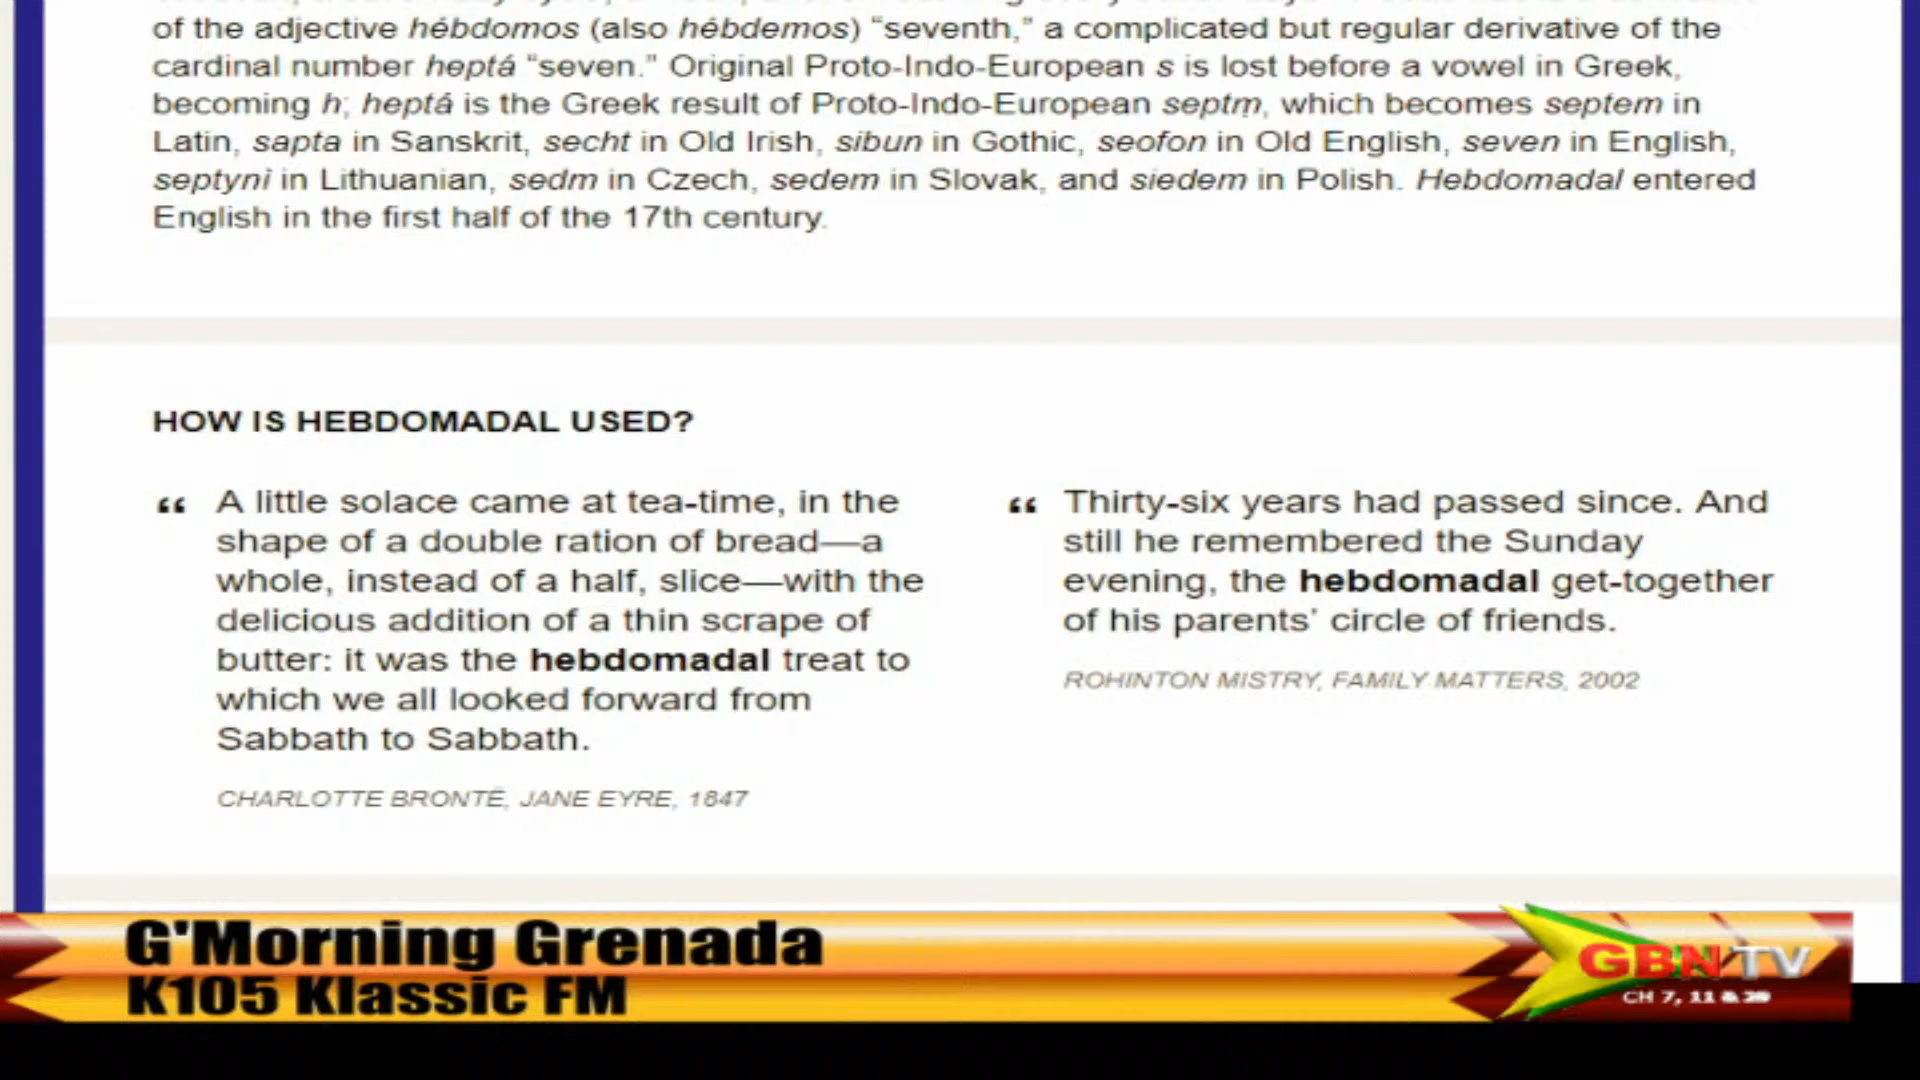 of the adjective hébdomos (also hébdemos) “seventh,” a complicated but regular derivative of the
cardinal number heptá “seven.” Original Proto-Indo-European s is lost before a vowel in Greek,
becoming h; heptá is the Greek result of Proto-Indo-European septṃ, which becomes septem in
Latin, sapta in Sanskrit, secht in Old Irish, sibun in Gothic, seofon in Old English, seven in English,
septynì in Lithuanian, sedm in Czech, sedem in Slovak, and siedem in Polish. Hebdomadal entered
English in the first half of the 17th century.
HOW IS HEBDOMADAL USED?
“ A little solace came at tea-time, in the
shape of a double ration of bread—a
whole, instead of a half, slice—with the
delicious addition of a thin scrape of
butter: it was the hebdomadal treat to
which we all looked forward from
Sabbath to Sabbath.
CHARLOTTE BRONTË, JANE EYRE, 1847
“ Thirty-six years had passed since. And
still he remembered the Sunday
evening, the hebdomadal get-together
of his parents’ circle of friends.
ROHINTON MISTRY, FAMILY MATTERS, 2002
G'Morning Grenada
K105 Klassic FM
GBN TV
CH 7, 11 &